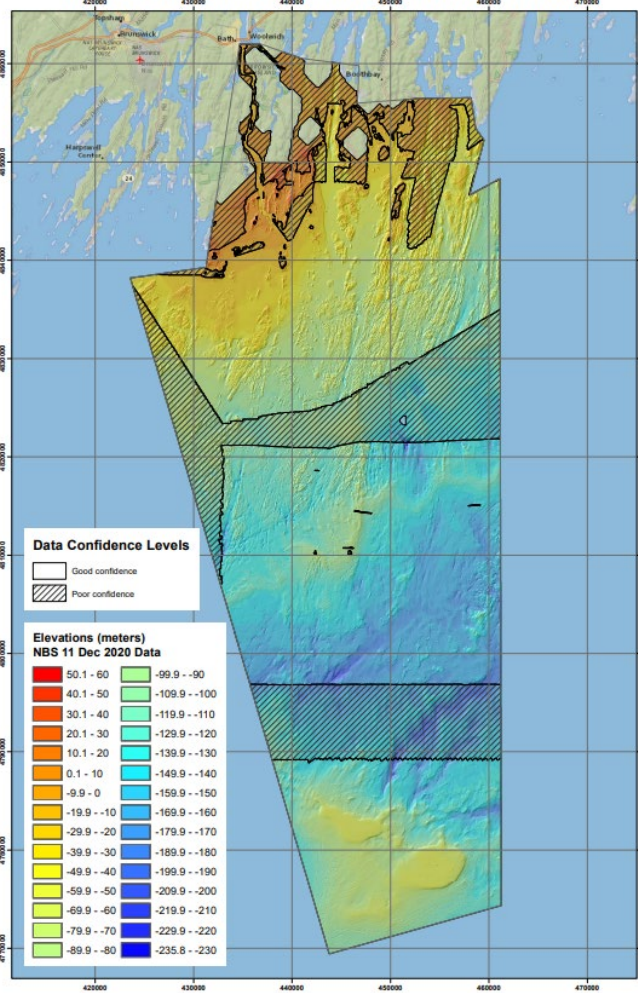 Topsham
Brunswick
Bath
Woolwich
Boothbay
Harpswell
Center
24
Data Confidence Levels
Good confidence
Poor confidence
Elevations (meters)
NBS 11 Dec 2020 Data
50.1 - 60
40.1 - 50
30.1 - 40
20.1 - 30
10.1 - 20
0.1 - 10
-9.9 - 0
-19.9 - -10
-29.9 - -20
-39.9 - -30
-49.9 - -40
-59.9 - -50
-69.9 - -60
-79.9 - -70
-89.9 - -80
-99.9 - -90
-109.9 - -100
-119.9 - -110
-129.9 - -120
-139.9 - -130
-149.9 - -140
-159.9 - -150
-169.9 - -160
-179.9 - -170
-189.9 - -180
-199.9 - -190
-209.9 - -200
-219.9 - -210
-229.9 - -220
-235.8 - -230
420000
430000
440000
450000
460000
470000